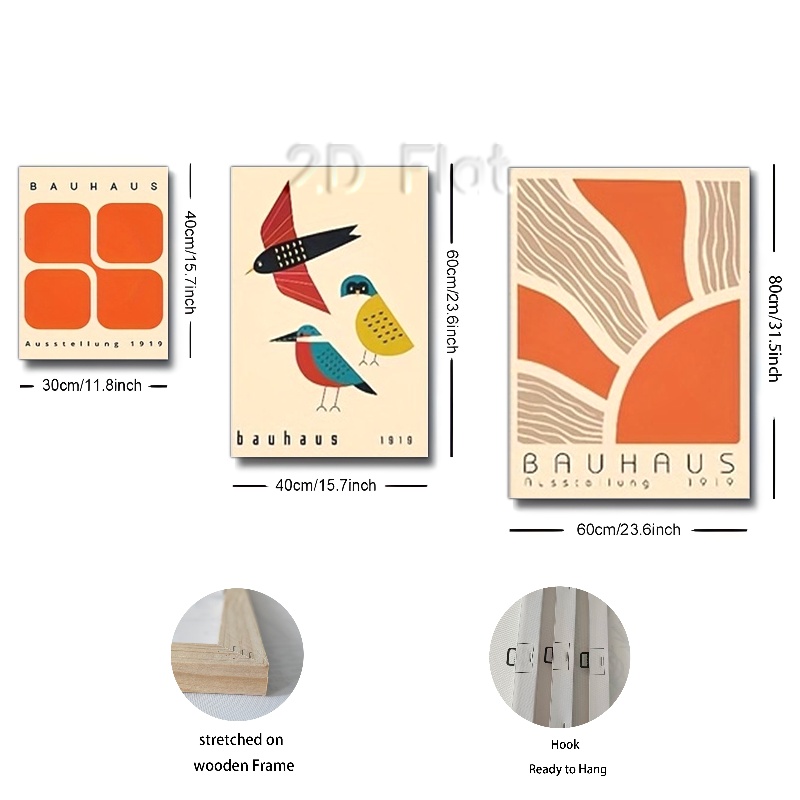 2D Flat
BAUHAUS
Ausstellung 1919
40cm/15.7inch
30cm/11.8inch
bauhaus 1919
60cm/23.6inch
40cm/15.7inch
BAUHAUS
Ausstellung 1919
80cm/31.5inch
60cm/23.6inch
stretched on
wooden Frame
Hook
Ready to Hang